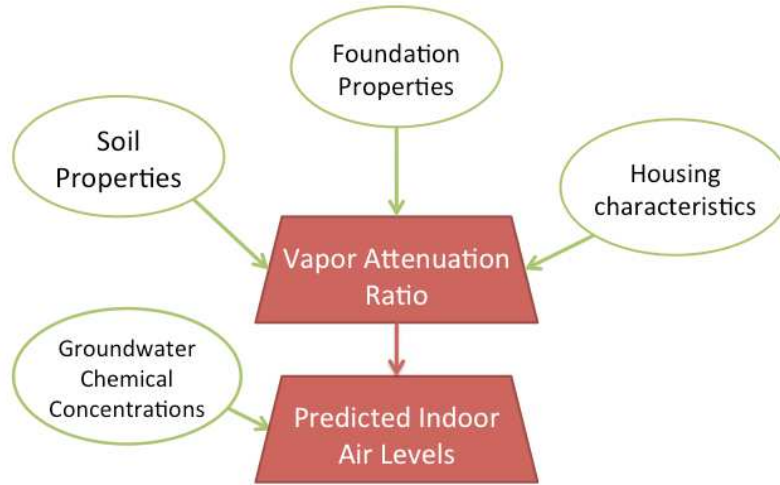 Foundation
Properties
Soil
Properties
Housing
characteristics
Vapor Attenuation
Ratio
Groundwater
Chemical
Concentrations
Predicted Indoor
Air Levels